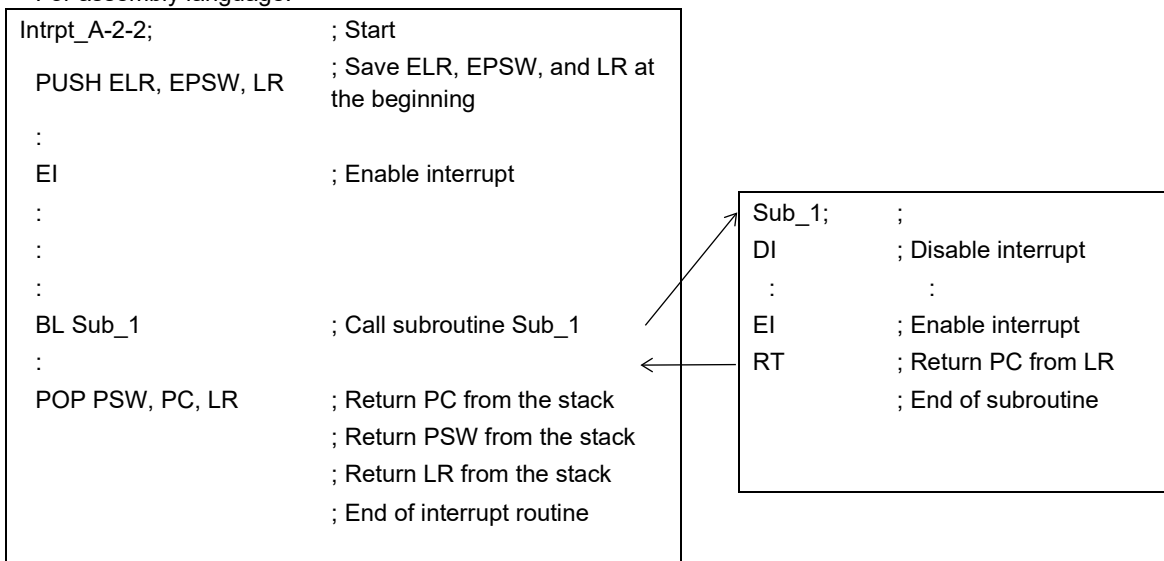 Intrpt_A-2-2; ; Start
PUSH ELR, EPSW, LR ; Save ELR, EPSW, and LR at
the beginning
:
EI ; Enable interrupt
:
:
:
BL Sub_1 ; Call subroutine Sub_1
:
POP PSW, PC, LR ; Return PC from the stack
; Return PSW from the stack
; Return LR from the stack
; End of interrupt routine
Sub_1; ;
DI ; Disable interrupt
: :
EI ; Enable interrupt
RT ; Return PC from LR
; End of subroutine